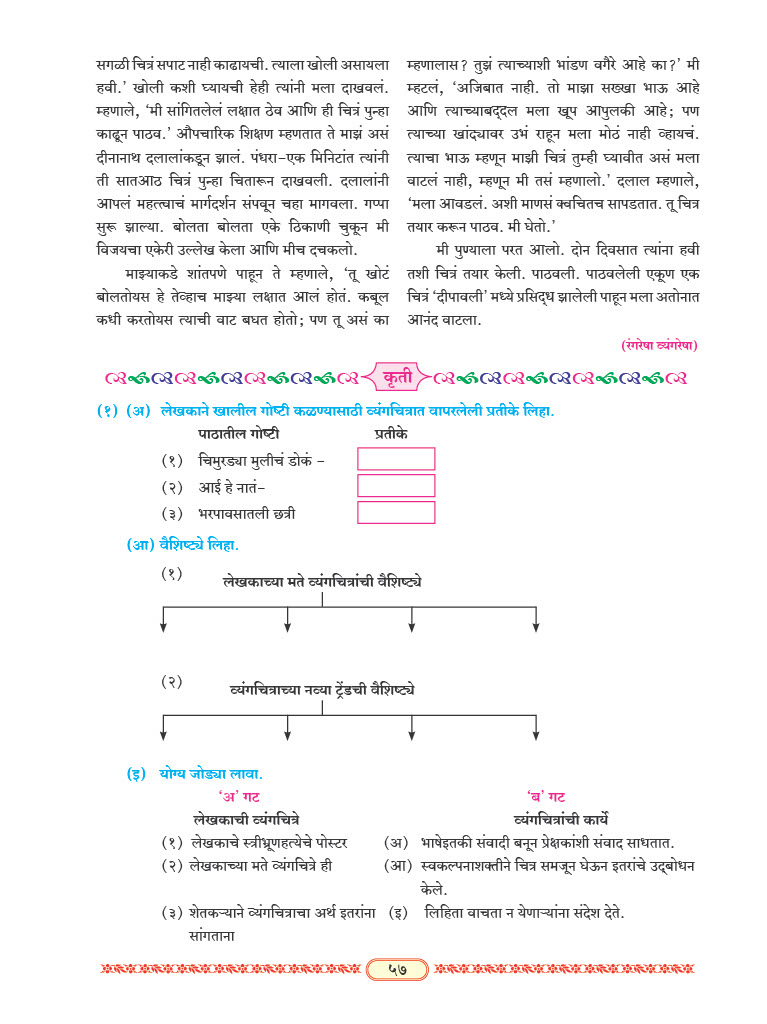 सगळी चित्रं सपाट नाही काढायची. त्याला खोली असायला
हवी.’ खोली कशी घ्यायची हेही त्यांनी मला दाखवलं.
म्हणाले, ‘मी सांगितलेलं लक्षात ठेव आणि ही चित्रं पुन्हा
काढून पाठव.’ औपचारिक शिक्षण म्हणतात ते माझं असं
दीनानाथ दलालांकडून झालं. पंधरा-एक मिनिटांत त्यांनी
ती सातआठ चित्रं पुन्हा चितारून दाखवली. दलालांनी
आपलं महत्त्वाचं मार्गदर्शन संपवून चहा मागवला. गप्पा
सुरू झाल्या. बोलता बोलता एके ठिकाणी चुकून मी
विजयचा एकेरी उल्लेख केला आणि मीच दचकलो.
माझ्याकडे शांतपणे पाहून ते म्हणाले, ‘तू खोटं
बोलतोयस हे तेव्हाच माझ्या लक्षात आलं होतं. कबूल
कधी करतोयस त्याची वाट बघत होतो; पण तू असं का
म्हणालास? तुझं त्याच्याशी भांडण वगैरे आहे का?’ मी
म्हटलं, ‘अजिबात नाही. तो माझा सख्खा भाऊ आहे
आणि त्याच्याबद्दल मला खूप आपुलकी आहे; पण
त्याच्या खांद्यावर उभं राहून मला मोठं नाही व्हायचं.
त्याचा भाऊ म्हणून माझी चित्रं तुम्ही घ्यावीत असं मला
वाटलं नाही, म्हणून मी तसं म्हणालो.’ दलाल म्हणाले,
‘मला आवडलं. अशी माणसं क्वचितच सापडतात. तू चित्र
तयार करून पाठव. मी घेतो.’
मी पुण्याला परत आलो. दोन दिवसात त्यांना हवी
तशी चित्रं तयार केली. पाठवली. पाठवलेली एकूण एक
चित्रं ‘दीपावली’ मध्ये प्रसिद्ध झालेली पाहून मला अतोनात
आनंद वाटला.
(रंगरेषा व्यंगरेषा)
कृती
(१) (अ) लेखकाने खालील गोष्टी कळण्यासाठी व्यंगचित्रात वापरलेली प्रतीके लिहा.
पाठातील गोष्टी प्रतीके
(१) चिमुरड्या मुलीचं डोकं -
(२) आई हे नातं-
(३) भरपावसातली छत्री
(आ) वैशिष्ट्ये लिहा.
(१) लेखकाच्या मते व्यंगचित्रांची वैशिष्ट्ये
(२) व्यंगचित्राच्या नव्या ट्रेंडची वैशिष्ट्ये
(इ) योग्य जोड्या लावा.
‘अ’ गट ‘ब’ गट
लेखकाची व्यंगचित्रे व्यंगचित्रांची कार्ये
(१) लेखकाचे स्त्रीभ्रूणहत्येचे पोस्टर (अ) भाषेइतकी संवादी बनून प्रेक्षकांशी संवाद साधतात.
(२) लेखकाच्या मते व्यंगचित्रे ही (आ) स्वकल्पनाशक्तीने चित्र समजून घेऊन इतरांचे उद्बोधन
केले.
(३) शेतकऱ्याने व्यंगचित्राचा अर्थ इतरांना (इ) लिहिता वाचता न येणाऱ्यांना संदेश देते.
सांगताना
५७